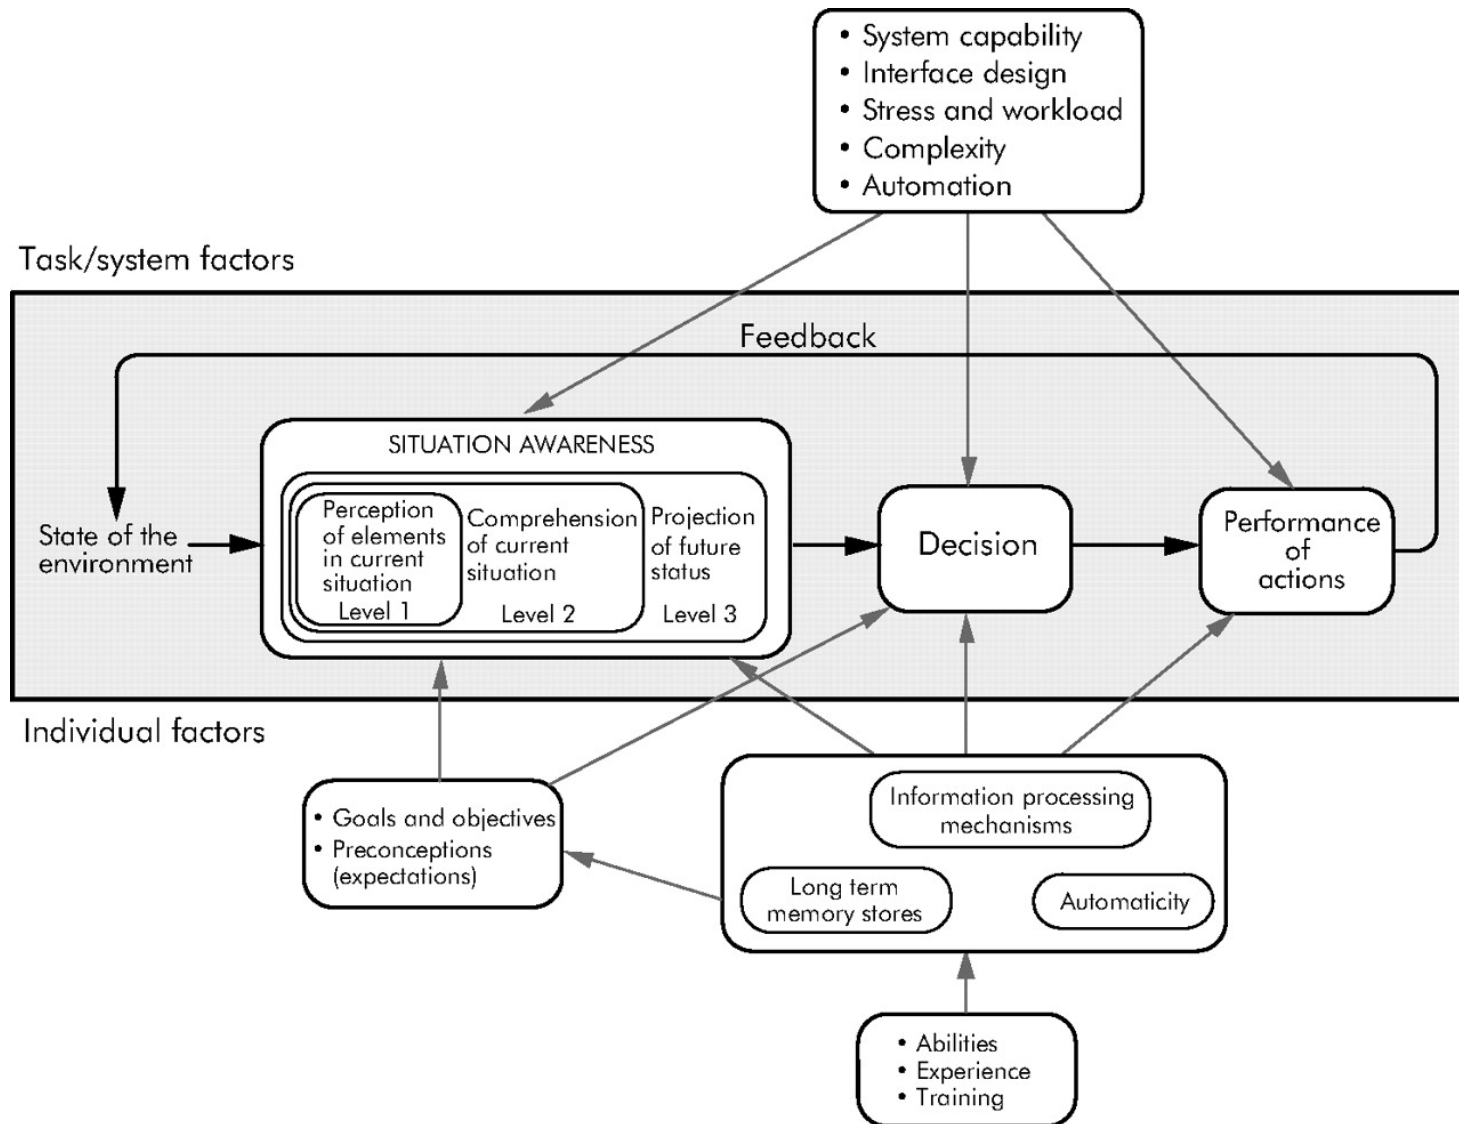 • System capability
• Interface design
• Stress and workload
• Complexity
• Automation
Task/system factors
Feedback
SITUATION AWARENESS
State of the
environment
Perception
of elements
in current
situation
Level 1
Comprehension
of current
situation
Level 2
Projection
of future
status
Level 3
Decision
Performance
of
actions
Individual factors
• Goals and objectives
• Preconceptions
(expectations)
Information processing
mechanisms
Long term
memory stores
Automaticity
• Abilities
• Experience
• Training